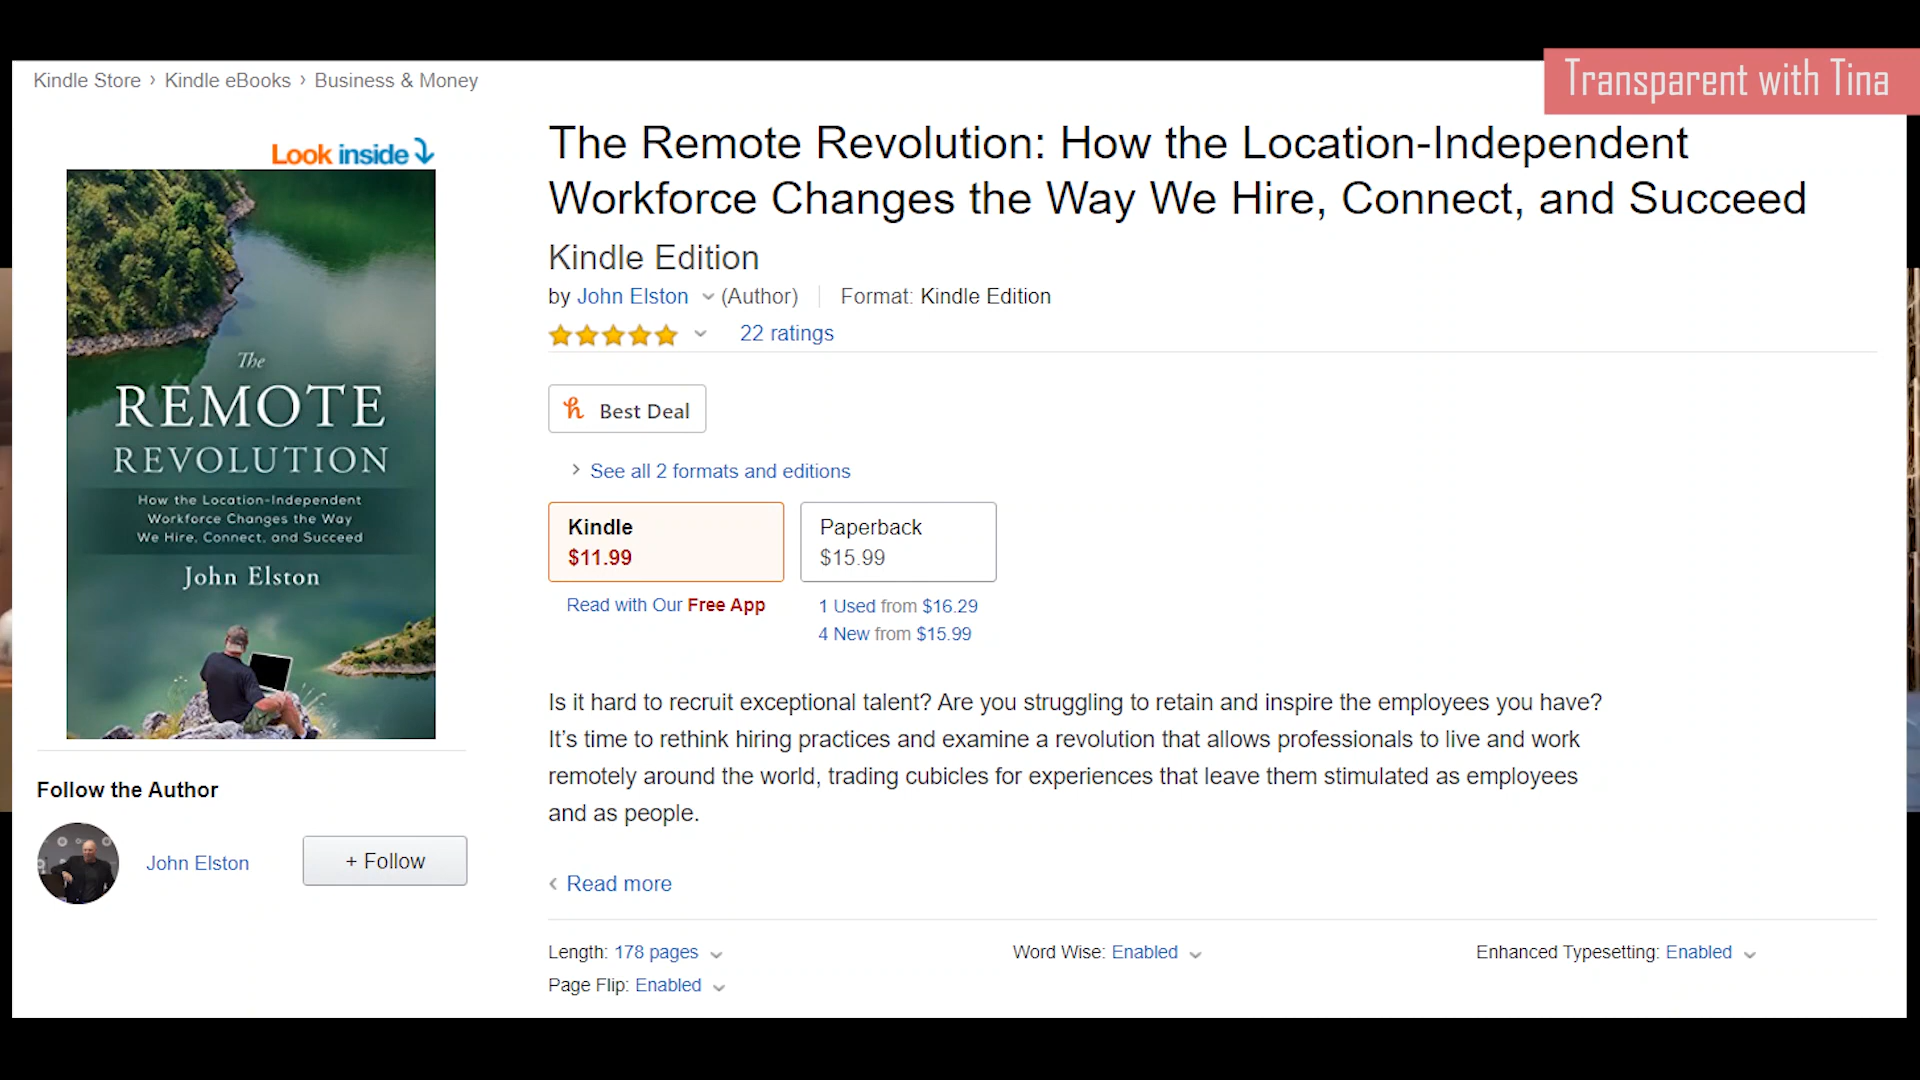 Transparent with Tina
Kindle Store › Kindle eBooks › Business & Money
Look inside
The
REMOTE
REVOLUTION
How the Location-Independent
Workforce Changes the Way
We Hire, Connect, and Succeed
John Elston
Follow the Author
John Elston
+ Follow
The Remote Revolution: How the Location-Independent
Workforce Changes the Way We Hire, Connect, and Succeed
Kindle Edition
by John Elston (Author) Format: Kindle Edition
22 ratings
Best Deal
› See all 2 formats and editions
Kindle
$11.99
Read with Our Free App
Paperback
$15.99
1 Used from $16.29
4 New from $15.99
Is it hard to recruit exceptional talent? Are you struggling to retain and inspire the employees you have?
It’s time to rethink hiring practices and examine a revolution that allows professionals to live and work
remotely around the world, trading cubicles for experiences that leave them stimulated as employees
and as people.
‹ Read more
Length: 178 pages
Word Wise: Enabled
Enhanced Typesetting: Enabled
Page Flip: Enabled